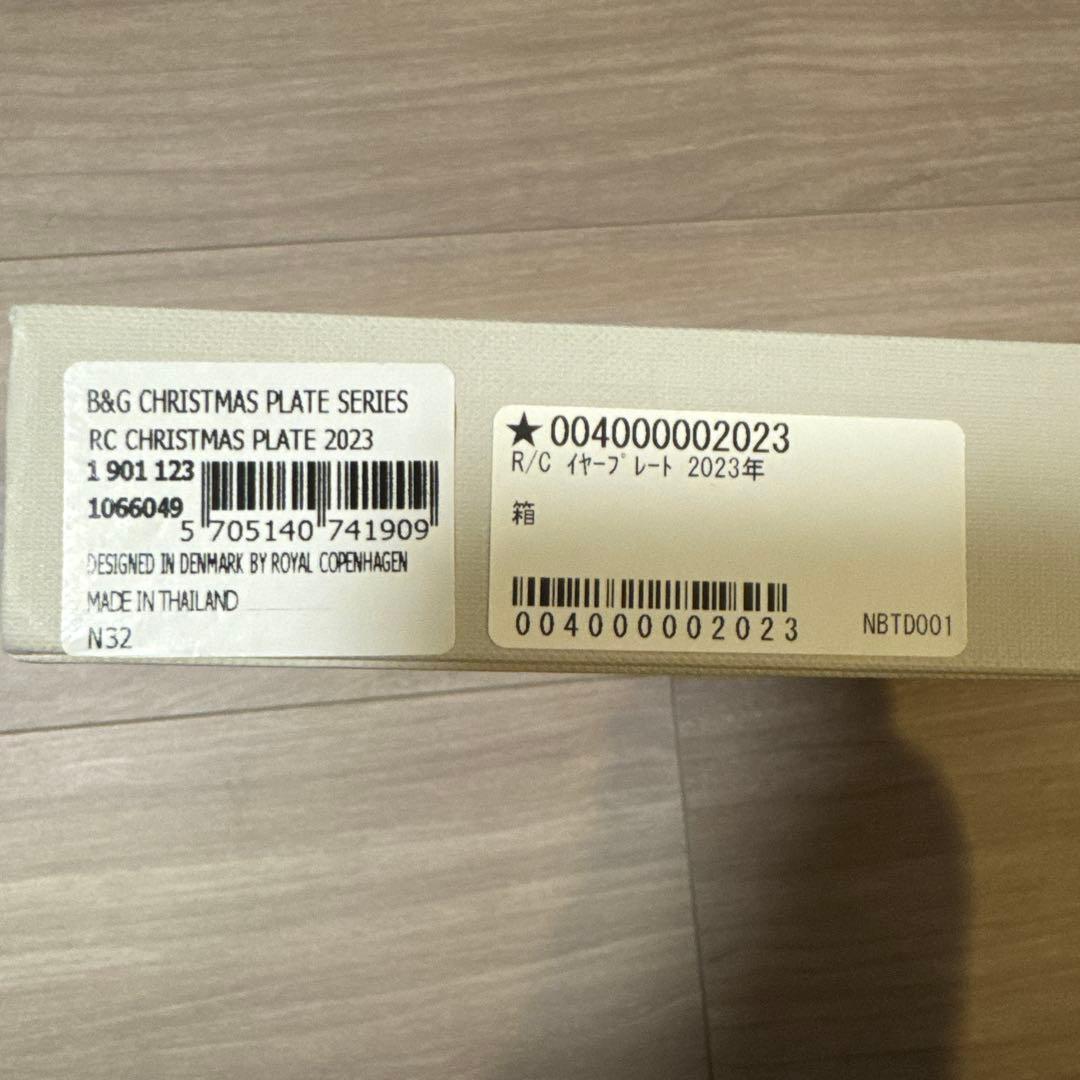 B&G CHRISTMAS PLATE SERIES
RC CHRISTMAS PLATE 2023
1 901 123
1066049
5 705140 741909
DESIGNED IN DENMARK BY ROYAL COPENHAGEN
MADE IN THAILAND
N32
★004000002023
R/C ｲﾔｰﾌﾟﾚｰﾄ 2023年
箱
004000002023
NBTD001